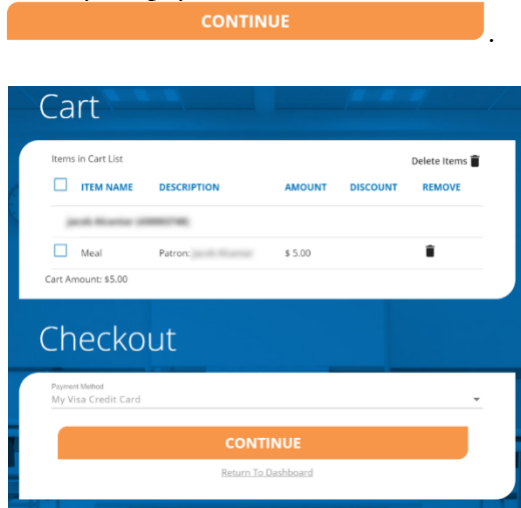 CONTINUE
.
Cart
Items in Cart List Delete Items
ITEM NAME DESCRIPTION AMOUNT DISCOUNT REMOVE
Meal Patron: $ 5.00
Cart Amount: $5.00
Checkout
Payment Method
My Visa Credit Card
CONTINUE
Return To Dashboard